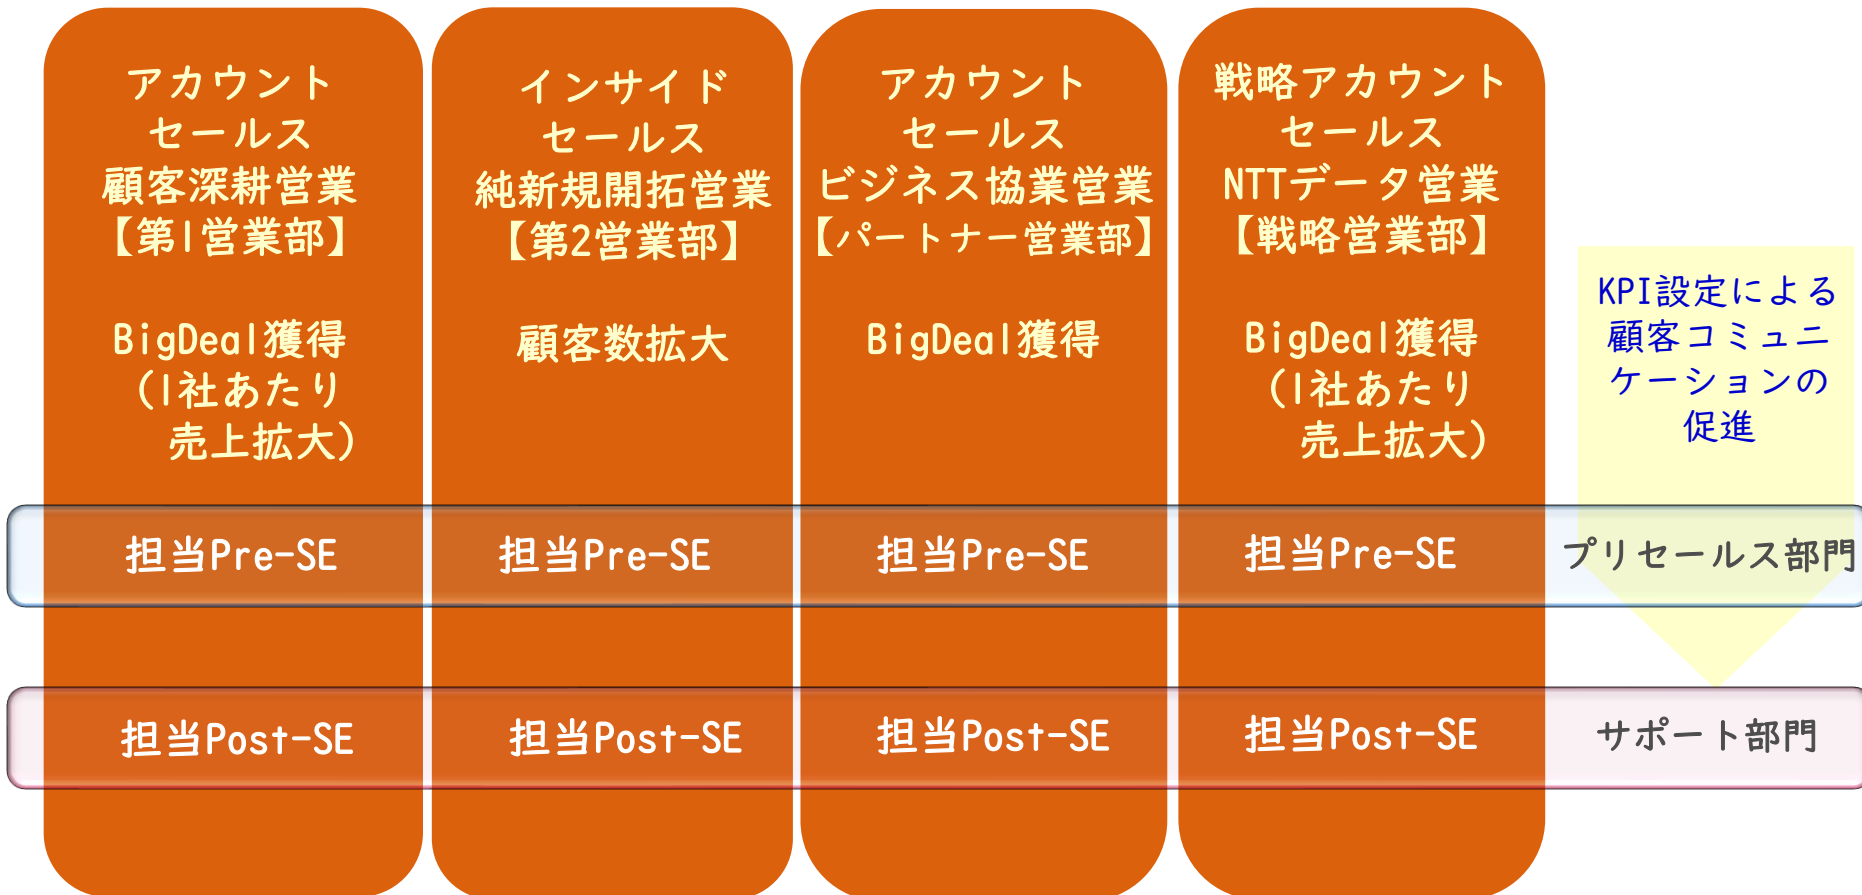 アカウント
セールス
顧客深耕営業
【第1営業部】
BigDeal獲得
(1社あたり
売上拡大)
インサイド
セールス
純新規開拓営業
【第2営業部】
顧客数拡大
アカウント
セールス
ビジネス協業営業
【パートナー営業部】
BigDeal獲得
戦略アカウント
セールス
NTTデータ営業
【戦略営業部】
BigDeal獲得
(1社あたり
売上拡大)
KPI設定による
顧客コミュニ
ケーションの
促進
担当Pre-SE
担当Pre-SE
担当Pre-SE
担当Pre-SE
プリセールス部門
担当Post-SE
担当Post-SE
担当Post-SE
担当Post-SE
サポート部門